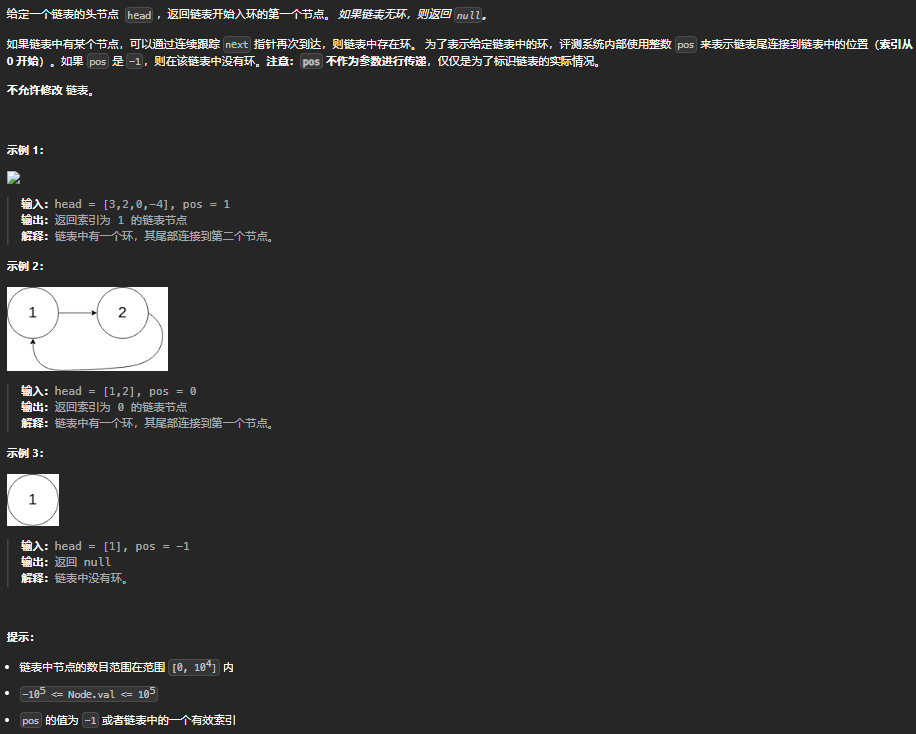 给定一个链表的头节点 head ，返回链表开始入环的第一个节点。 如果链表无环，则返回 null。
如果链表中有某个节点，可以通过连续跟踪 next 指针再次到达，则链表中存在环。 为了表示给定链表中的环，评测系统内部使用整数 pos 来表示链表尾连接到链表中的位置（索引从
0 开始）。如果 pos 是 -1，则在该链表中没有环。注意：pos 不作为参数进行传递，仅仅是为了标识链表的实际情况。
不允许修改 链表。
示例 1：
输入：head = [3,2,0,-4], pos = 1
输出：返回索引为 1 的链表节点
解释：链表中有一个环，其尾部连接到第二个节点。
示例 2：
1 2
输入：head = [1,2], pos = 0
输出：返回索引为 0 的链表节点
解释：链表中有一个环，其尾部连接到第一个节点。
示例 3：
1
输入：head = [1], pos = -1
输出：返回 null
解释：链表中没有环。
提示：
• 链表中节点的数目范围在范围 [0, 10⁴] 内
• -10⁵ <= Node.val <= 10⁵
• pos 的值为 -1 或者链表中的一个有效索引